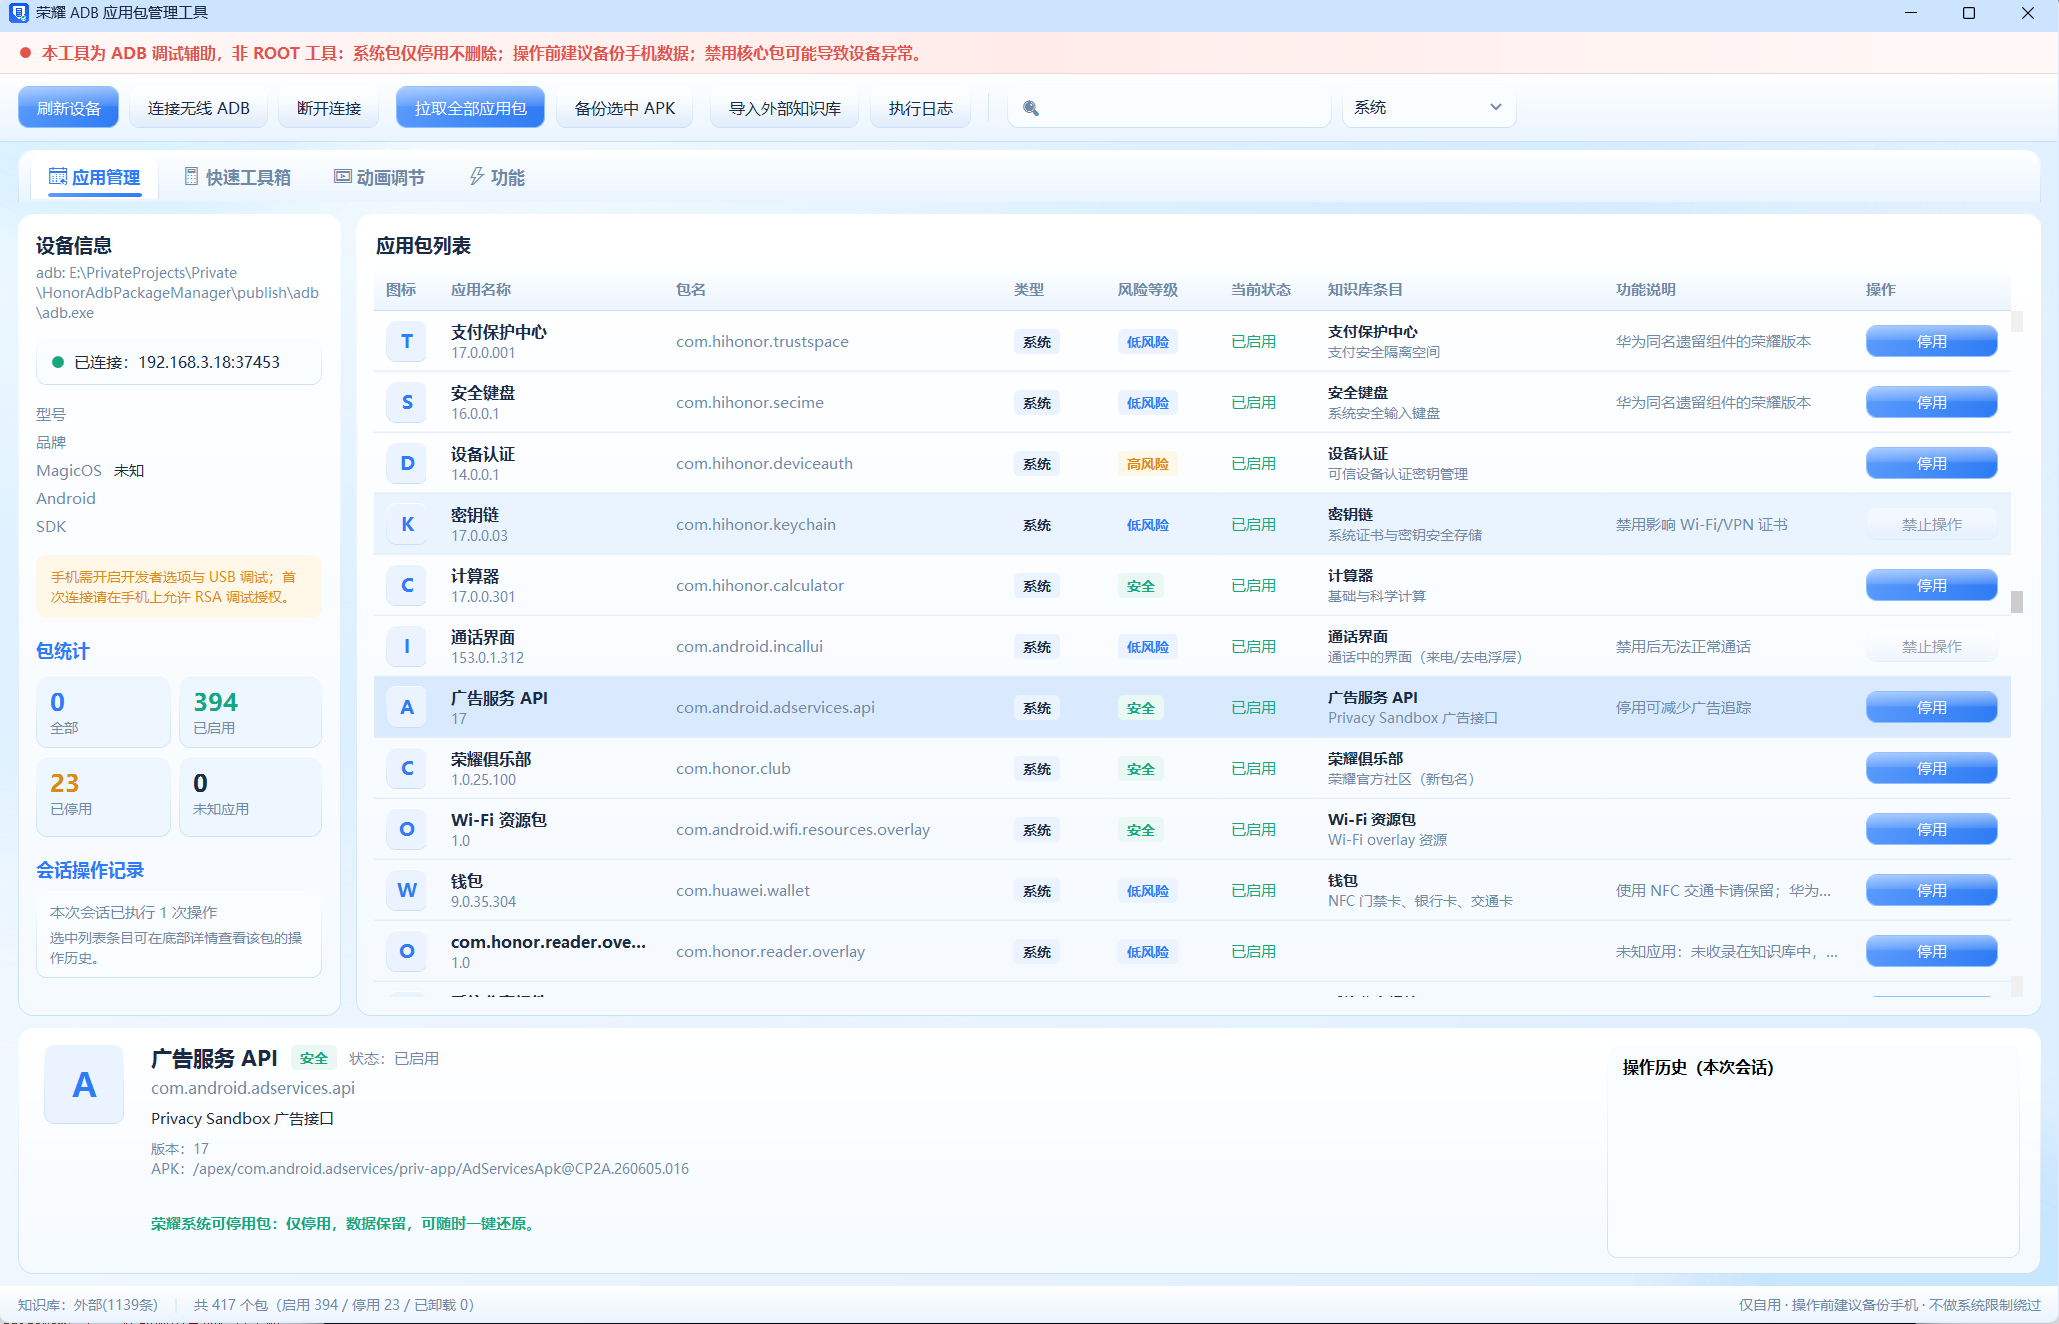 荣耀 ADB 应用包管理工具
本工具为 ADB 调试辅助，非 ROOT 工具：系统包仅停用不删除；操作前建议备份手机数据；禁用核心包可能导致设备异常。
刷新设备 连接无线 ADB 断开连接 拉取全部应用包 备份选中 APK 导入外部知识库 执行日志 系统
应用管理 快速工具箱 动画调节 功能
设备信息
adb: E:\PrivateProjects\Private
\HonorAdbPackageManager\publish\adb
\adb.exe
已连接：192.168.3.18:37453
型号
品牌
MagicOS 未知
Android
SDK
手机需开启开发者选项与 USB 调试；首
次连接请在手机上允许 RSA 调试授权。
包统计
0
全部
394
已启用
23
已停用
0
未知应用
会话操作记录
本次会话已执行 1 次操作
选中列表条目可在底部详情查看该包的操
作历史。
应用包列表
图标 应用名称 包名 类型 风险等级 当前状态 知识库条目 功能说明 操作
T 支付保护中心 com.hihonor.trustspace 系统 低风险 已启用 支付保护中心 华为同名遗留组件的荣耀版本 停用
17.0.0.001 支付安全隔离空间
S 安全键盘 com.hihonor.secime 系统 低风险 已启用 安全键盘 华为同名遗留组件的荣耀版本 停用
16.0.0.1 系统安全输入键盘
D 设备认证 com.hihonor.deviceauth 系统 高风险 已启用 设备认证 停用
14.0.0.1 可信设备认证密钥管理
K 密钥链 com.hihonor.keychain 系统 低风险 已启用 密钥链 禁用影响 Wi-Fi/VPN 证书 禁止操作
17.0.0.03 系统证书与密钥安全存储
C 计算器 com.hihonor.calculator 系统 安全 已启用 计算器 停用
17.0.0.301 基础与科学计算
I 通话界面 com.android.incallui 系统 低风险 已启用 通话界面 禁用后无法正常通话 禁止操作
153.0.1.312 通话中的界面（来电/去电浮层）
A 广告服务 API com.android.adservices.api 系统 安全 已启用 广告服务 API 停用可减少广告追踪 停用
17 Privacy Sandbox 广告接口
C 荣耀俱乐部 com.honor.club 系统 安全 已启用 荣耀俱乐部 停用
1.0.25.100 荣耀官方社区（新包名）
O Wi-Fi 资源包 com.android.wifi.resources.overlay 系统 安全 已启用 Wi-Fi 资源包 停用
1.0 Wi-Fi overlay 资源
W 钱包 com.huawei.wallet 系统 低风险 已启用 钱包 使用 NFC 交通卡请保留；华为... 停用
9.0.35.304 NFC 门禁卡、银行卡、交通卡
O com.honor.reader.ove... com.honor.reader.overlay 系统 低风险 已启用 未知应用：未收录在知识库中，... 停用
1.0
A 广告服务 API 安全 状态：已启用
com.android.adservices.api
Privacy Sandbox 广告接口
版本：17
APK：/apex/com.android.adservices/priv-app/AdServicesApk@CP2A.260605.016
荣耀系统可停用包：仅停用，数据保留，可随时一键还原。
操作历史（本次会话）
知识库：外部(1139条) 共 417 个包（启用 394 / 停用 23 / 已卸载 0） 仅自用 · 操作前建议备份手机 · 不做系统限制绕过